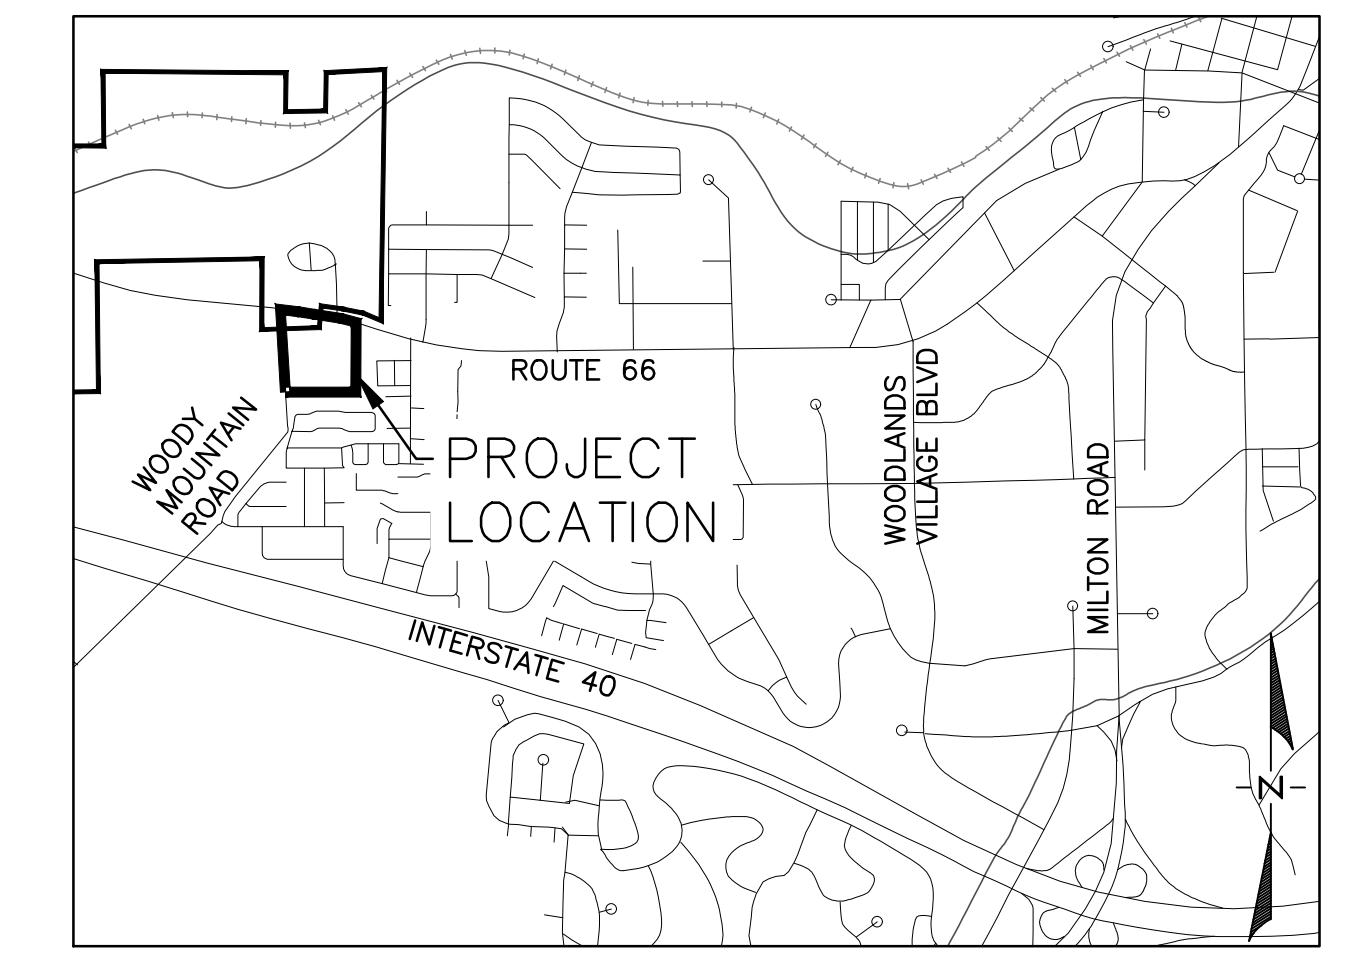 ROUTE 66
WOODY
MOUNTAIN
ROAD
PROJECT
LOCATION
WOODLANDS
VILLAGE BLVD
MILTON ROAD
INTERSTATE 40
N